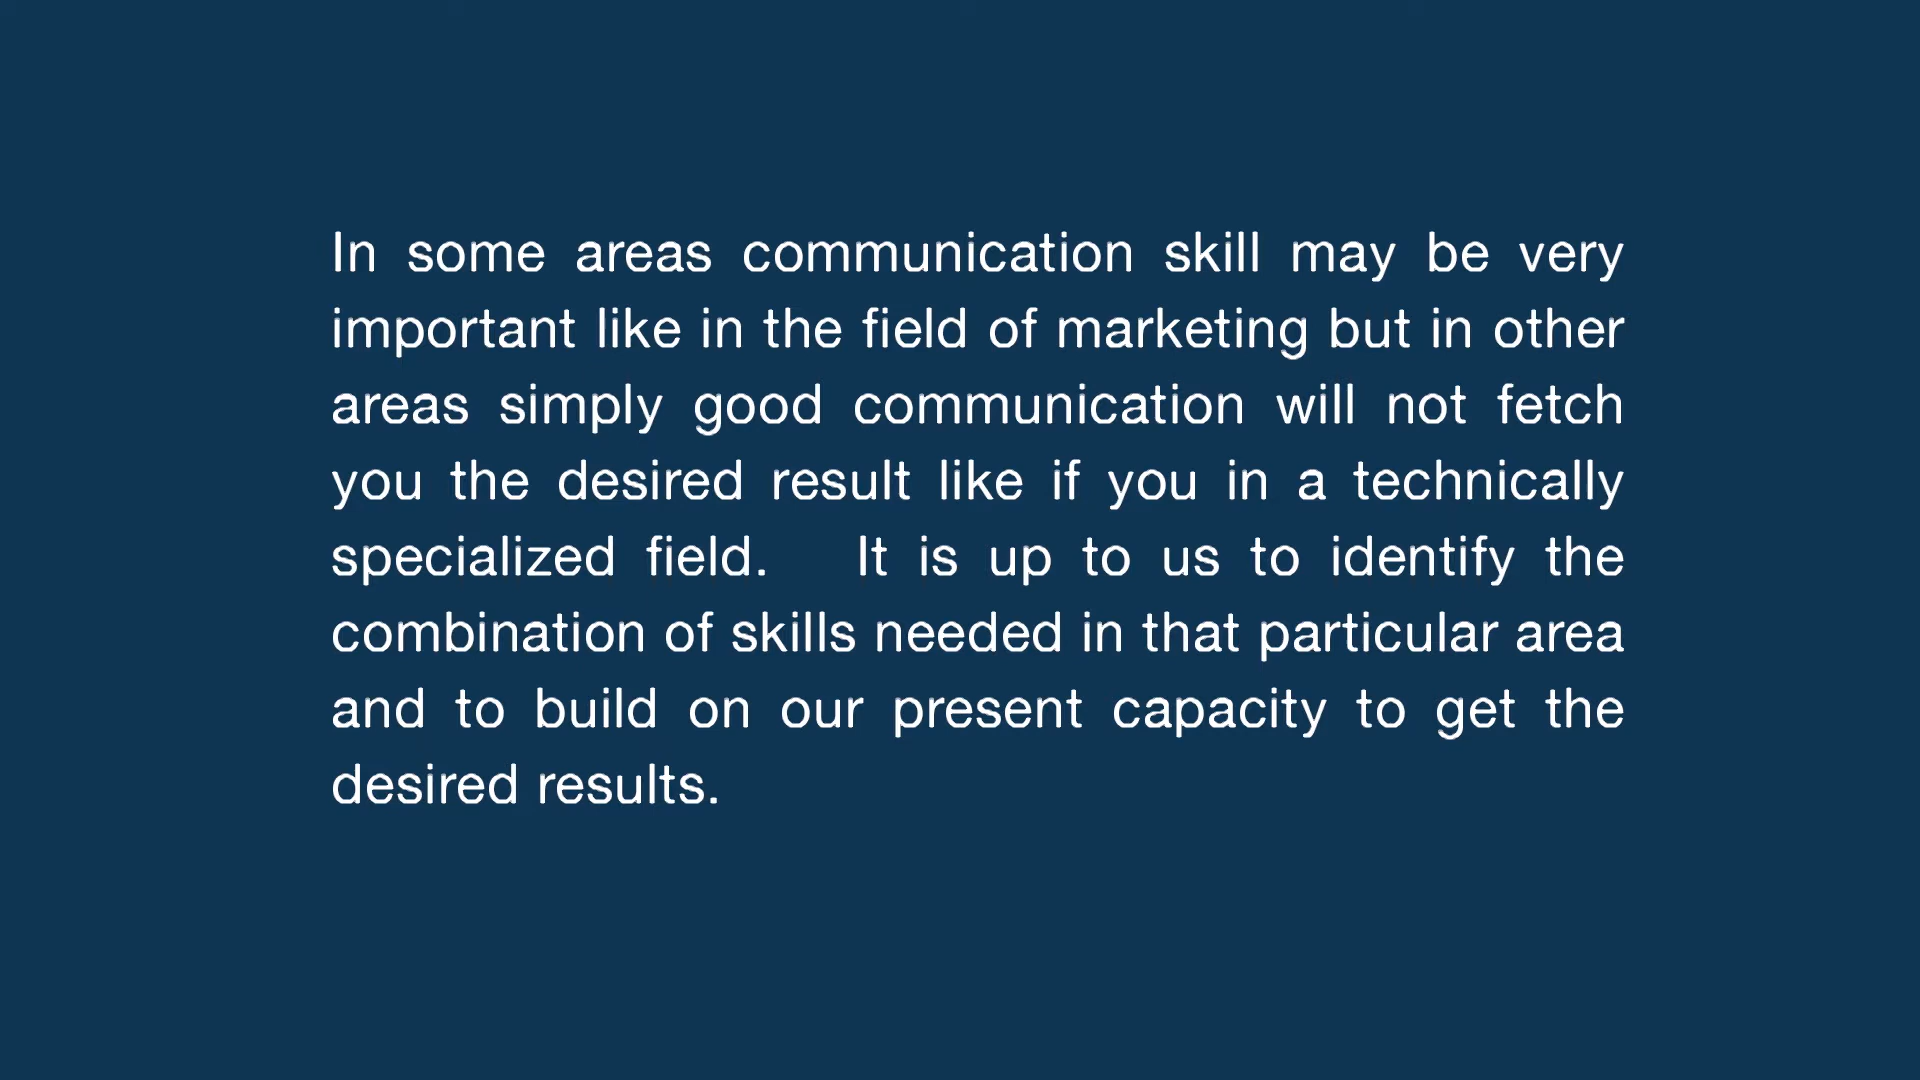 In some areas communication skill may be very
important like in the field of marketing but in other
areas simply good communication will not fetch
you the desired result like if you in a technically
specialized field. It is up to us to identify the
combination of skills needed in that particular area
and to build on our present capacity to get the
desired results.